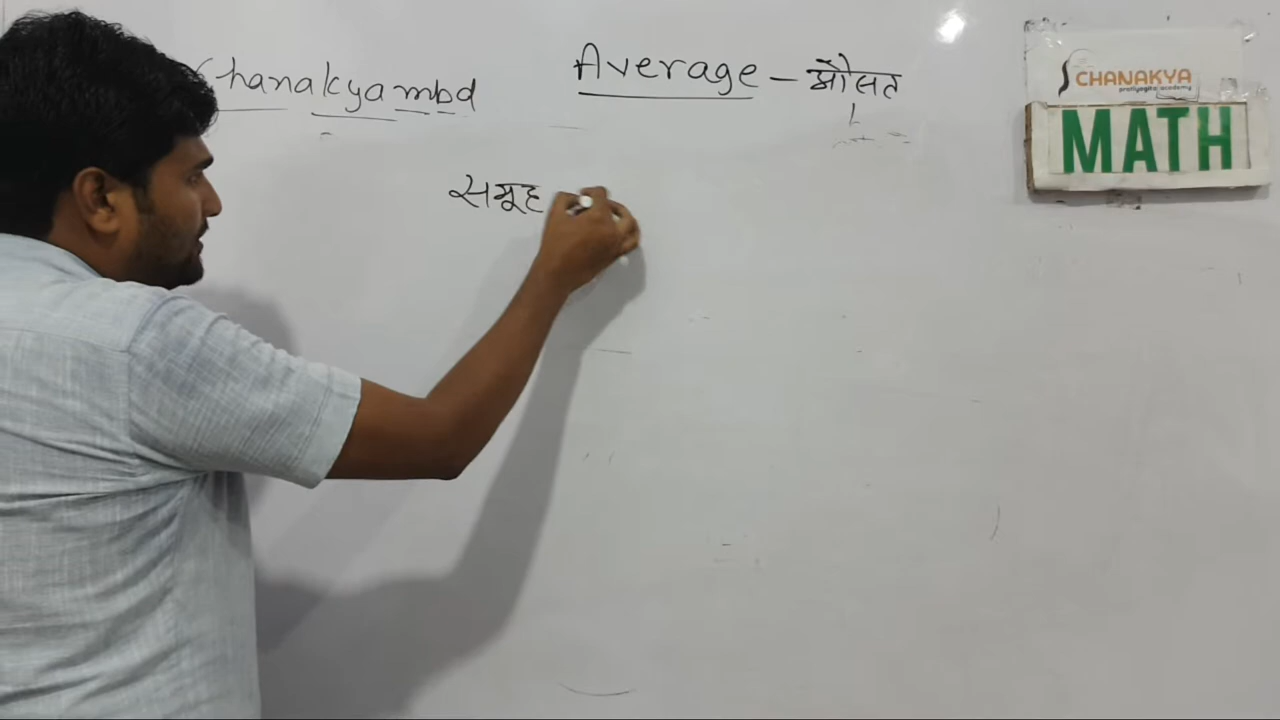 Chanakyambd
Average - औसत
समूह
CHANAKYA
pratiyogita academy
MATH